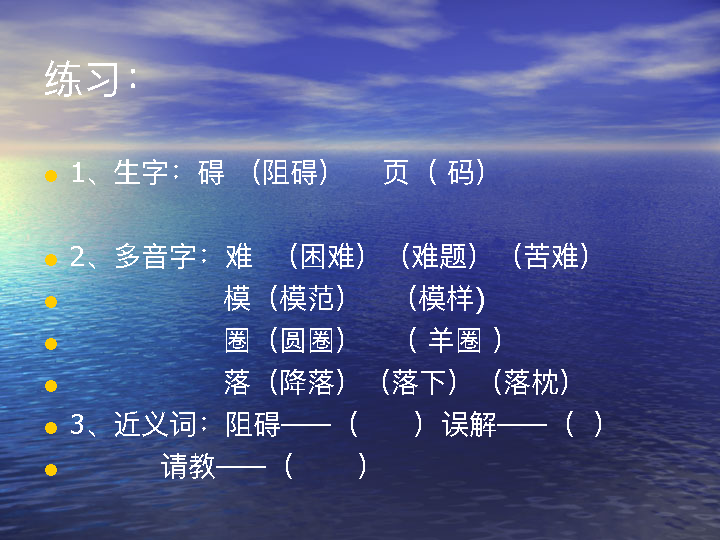 练习：
1、生字：碍 （阻碍） 页（ 码）
2、多音字：难 （困难）（难题）（苦难）
模（模范） （模样)
圈（圆圈） （ 羊圈 ）
落（降落）（落下）（落枕）
3、近义词：阻碍——（ ）误解——（ ）
请教——（ ）